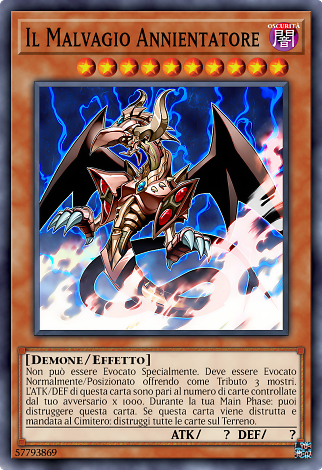 Il Malvagio Annientatore
OSCURITÀ
闇
[Demone/Effetto]
Non può essere Evocato Specialmente. Deve essere Evocato
Normalmente/Posizionato offrendo come Tributo 3 mostri.
L'ATK/DEF di questa carta sono pari al numero di carte controllate
dal tuo avversario x 1000. Durante la tua Main Phase: puoi
distruggere questa carta. Se questa carta viene distrutta e
mandata al Cimitero: distruggi tutte le carte sul Terreno.
ATK/ ? DEF/ ?
57793869